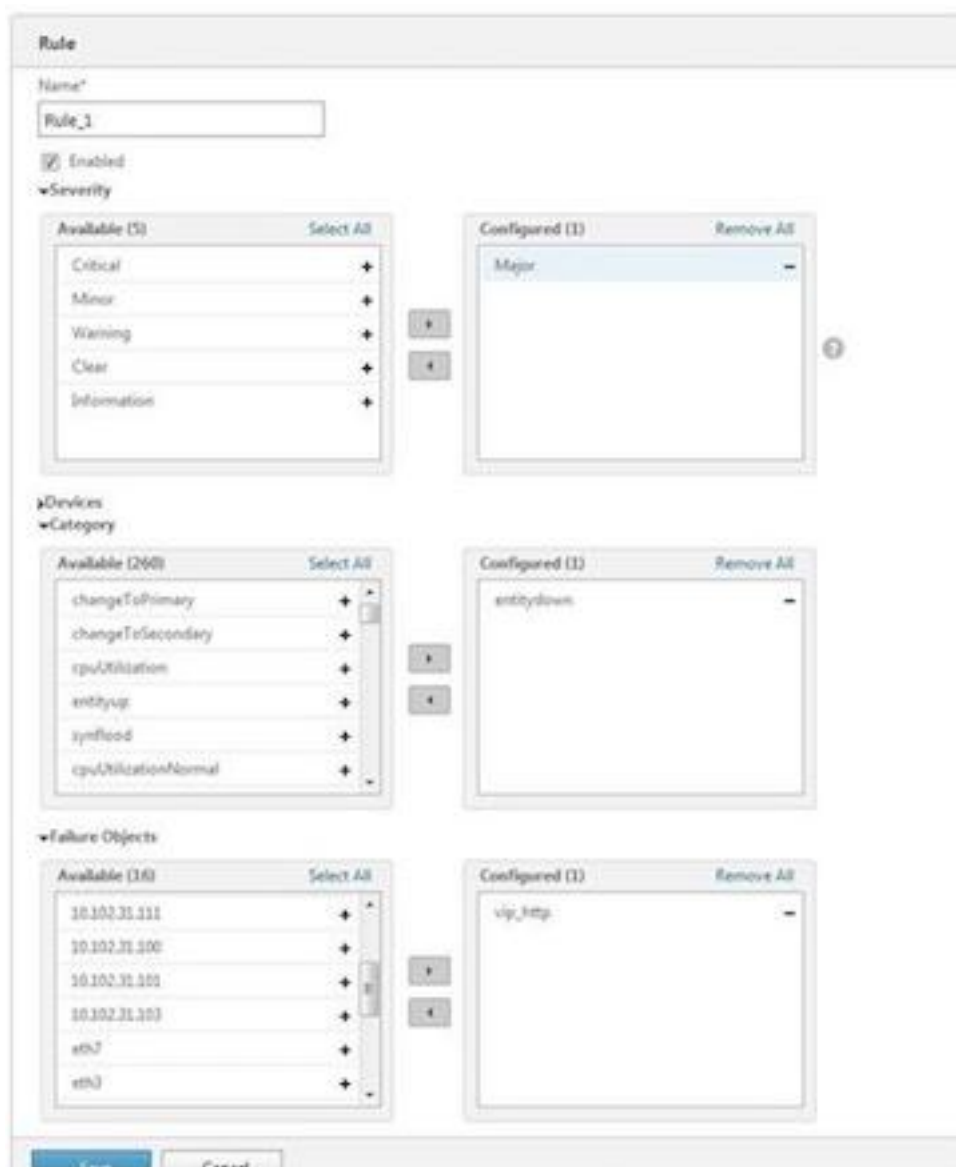 Rule
Name*
Rule_1
Enabled
Severity
Available (5) Select All
Configured (1) Remove All
Critical
Minor
Warning
Clear
Information
Major
?
Devices
Category
Available (260) Select All
Configured (1) Remove All
changeToPrimary
changeToSecondary
cpuUtilization
entityup
synflood
cpuUtilizationNormal
entitydown
Failure Objects
Available (16) Select All
Configured (1) Remove All
10.102.31.111
10.102.31.100
10.102.31.101
10.102.31.103
eth2
eth3
vip_http
Cancel